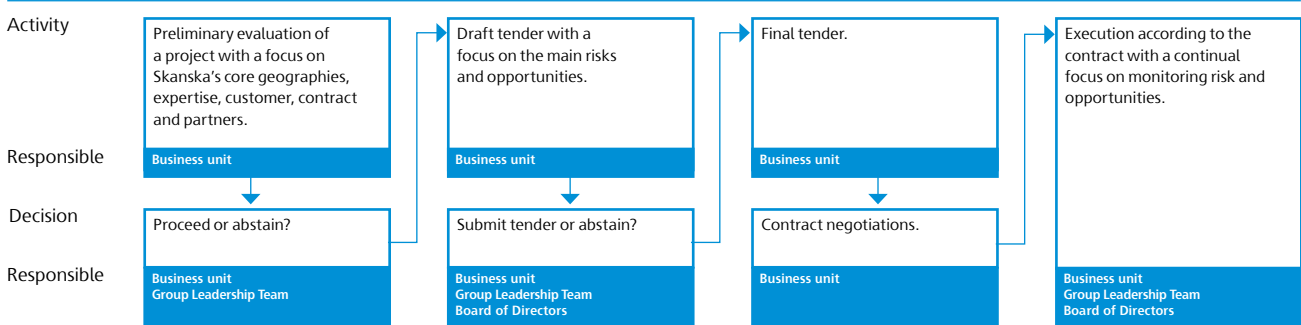 Activity
Preliminary evaluation of
a project with a focus on
Skanska's core geographies,
expertise, customer, contract
and partners.
Draft tender with a
focus on the main risks
and opportunities.
Final tender.
Execution according to the
contract with a continual
focus on monitoring risk and
opportunities.
Responsible
Business unit
Business unit
Business unit
Decision
Proceed or abstain?
Submit tender or abstain?
Contract negotiations.
Responsible
Business unit
Group Leadership Team
Business unit
Group Leadership Team
Board of Directors
Business unit
Business unit
Group Leadership Team
Board of Directors